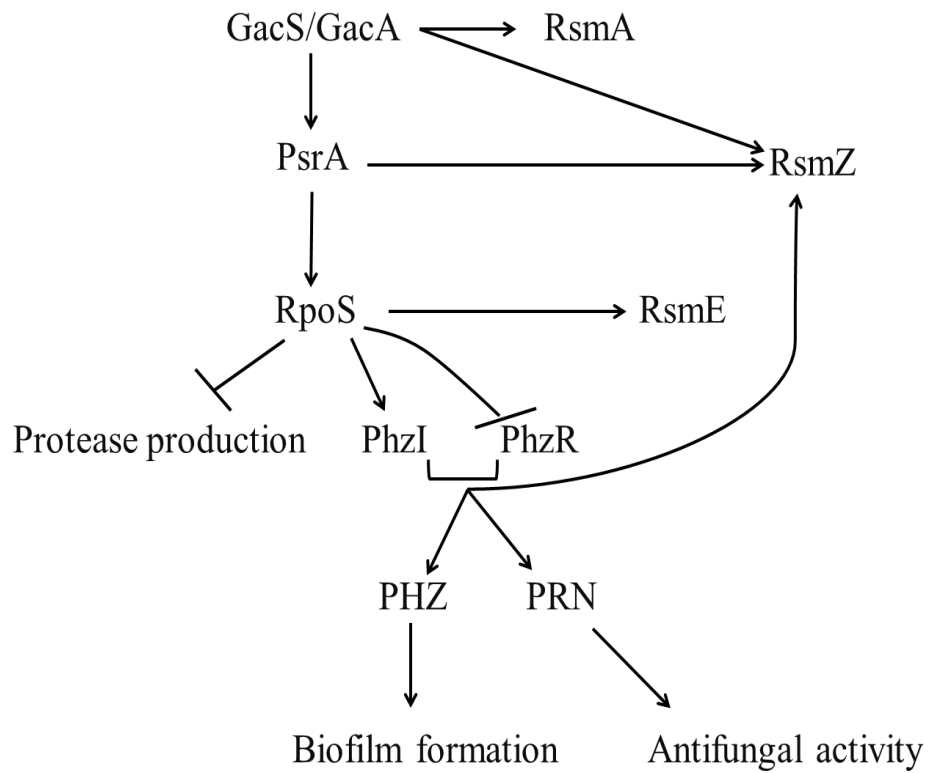 GacS/GacA
RsmA
PsrA
RsmZ
RpoS
RsmE
Protease production
PhzI
PhzR
PHZ
PRN
Biofilm formation
Antifungal activity